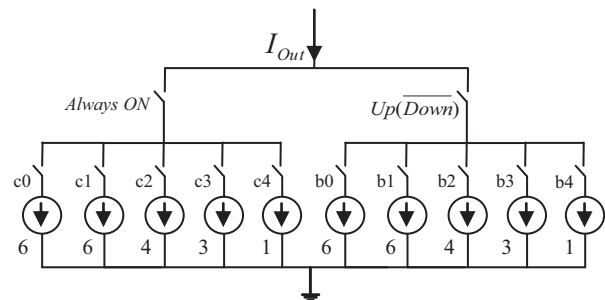 I_Out
Always ON
Up(\overline{Down})
c0 c1 c2 c3 c4 b0 b1 b2 b3 b4
6 6 4 3 1 6 6 4 3 1